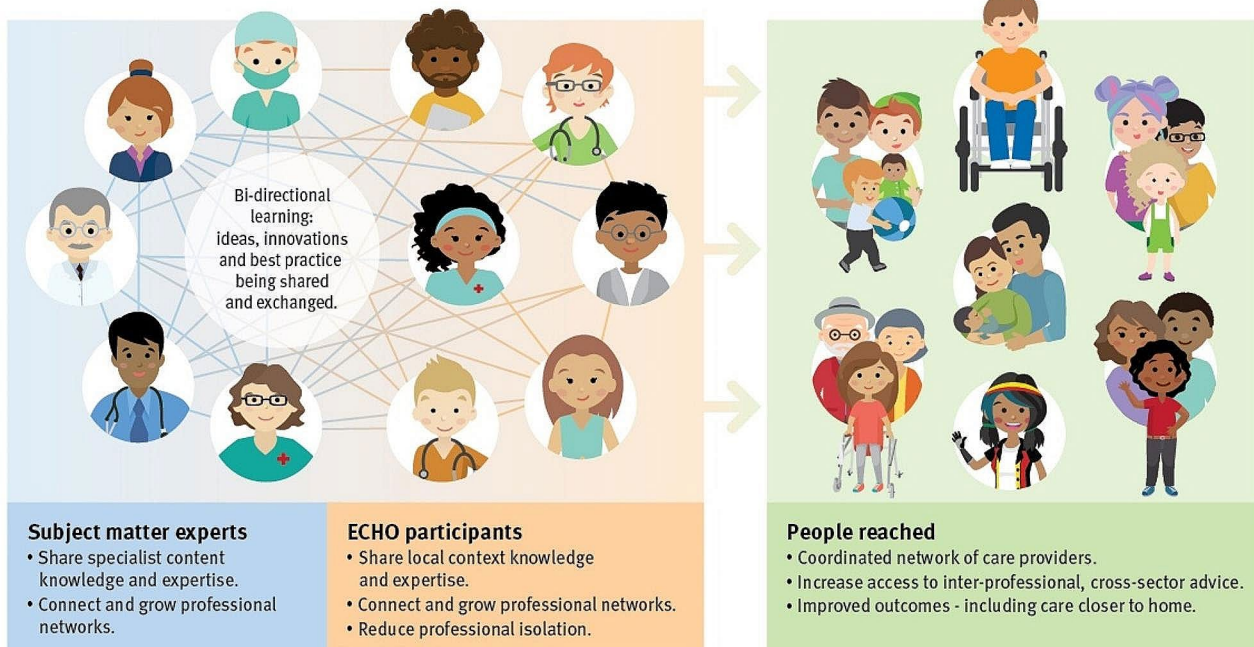 Bi-directional
learning:
ideas, innovations
and best practice
being shared
and exchanged.
Subject matter experts
• Share specialist content
knowledge and expertise.
• Connect and grow professional
networks.
ECHO participants
• Share local context knowledge
and expertise.
• Connect and grow professional networks.
• Reduce professional isolation.
People reached
• Coordinated network of care providers.
• Increase access to inter-professional, cross-sector advice.
• Improved outcomes - including care closer to home.